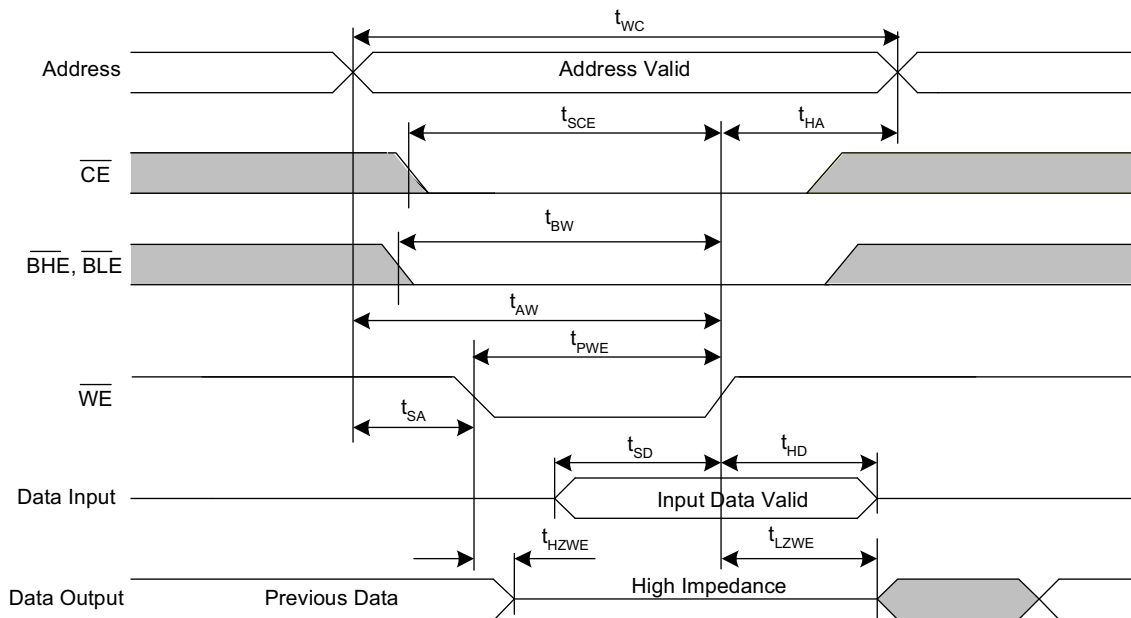 tWC
Address
Address Valid
tSCE
tHA
CE
tBW
BHE, BLE
tAW
tPWE
WE
tSA
tSD
tHD
Data Input
Input Data Valid
tHZWE
tLZWE
Data Output
Previous Data
High Impedance